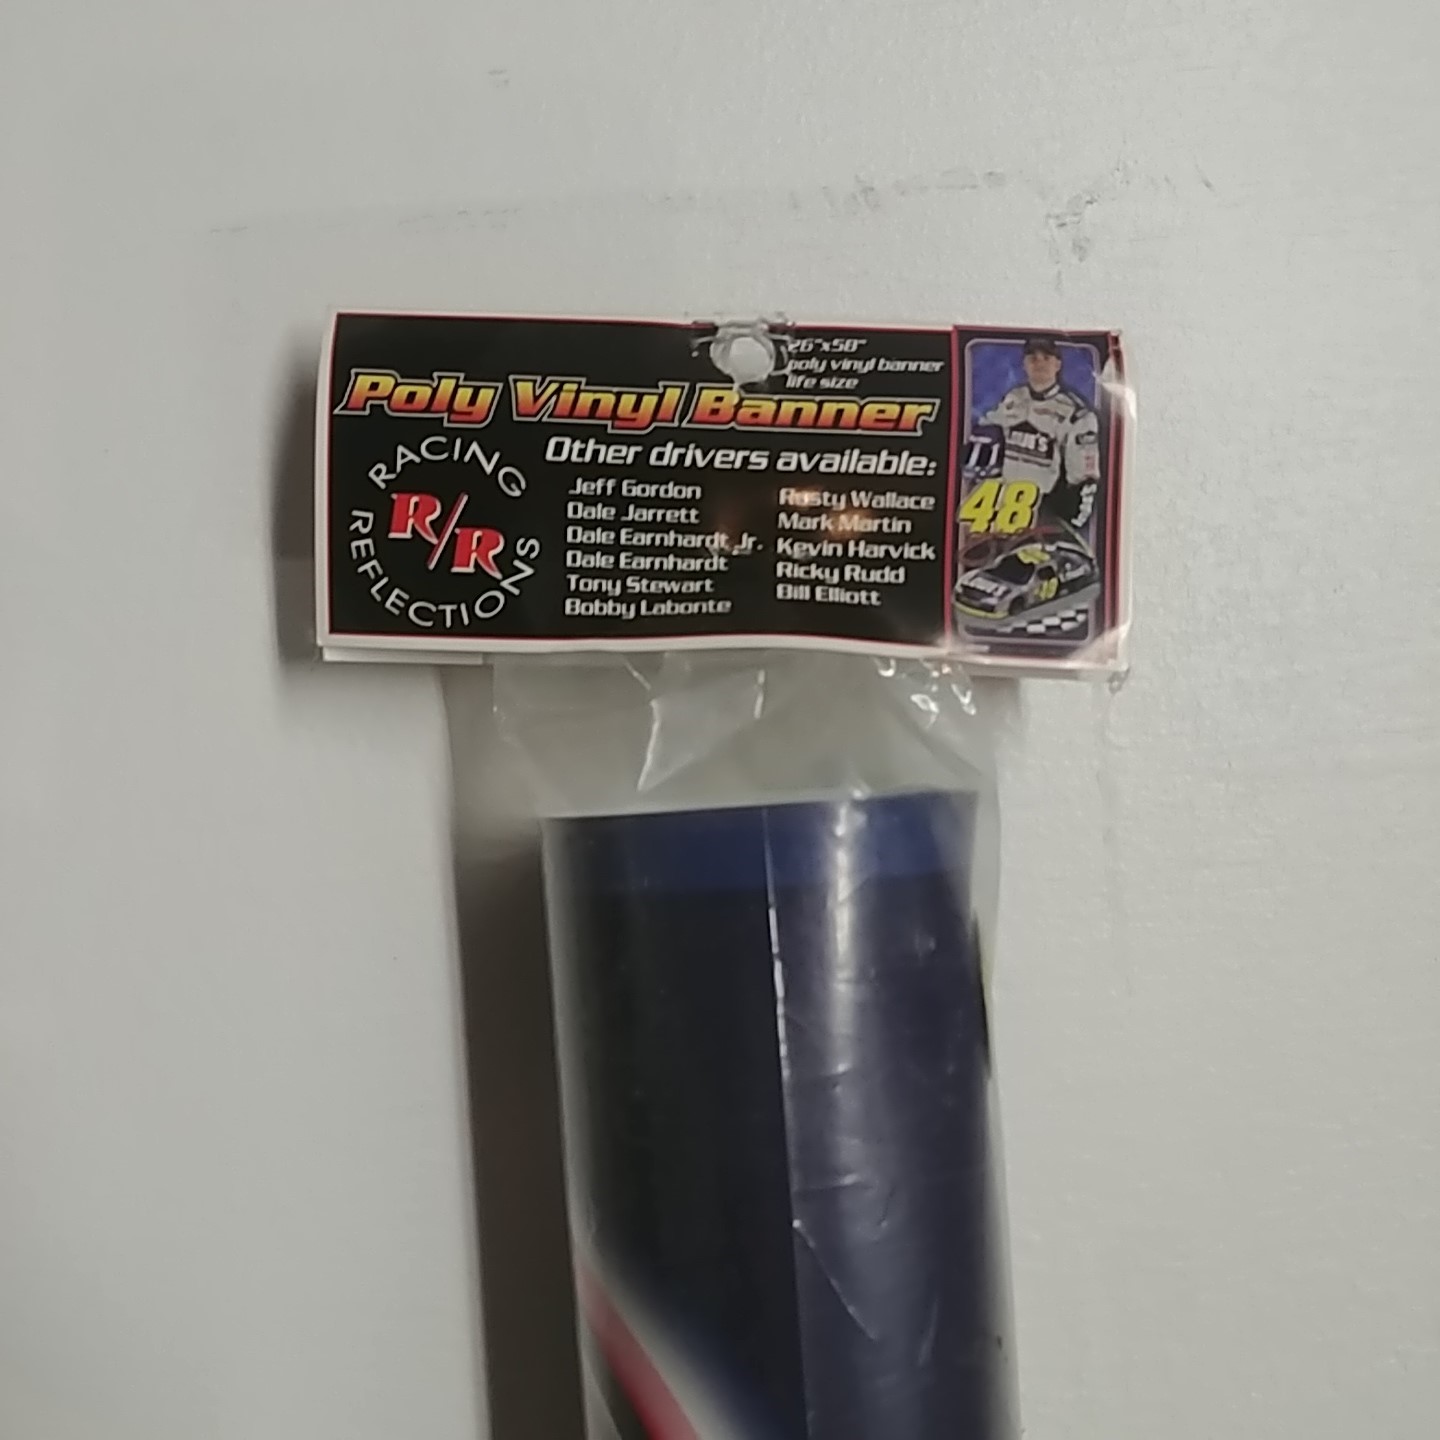 26"x58"
poly vinyl banner
life size
Poly Vinyl Banner
RACING
R/R
REFLECTIONS
Other drivers available:
Jeff Gordon
Dale Jarrett
Dale Earnhardt Jr.
Dale Earnhardt
Tony Stewart
Bobby Labonte
Rusty Wallace
Mark Martin
Kevin Harvick
Ricky Rudd
Bill Elliott
LOWE'S
48
48